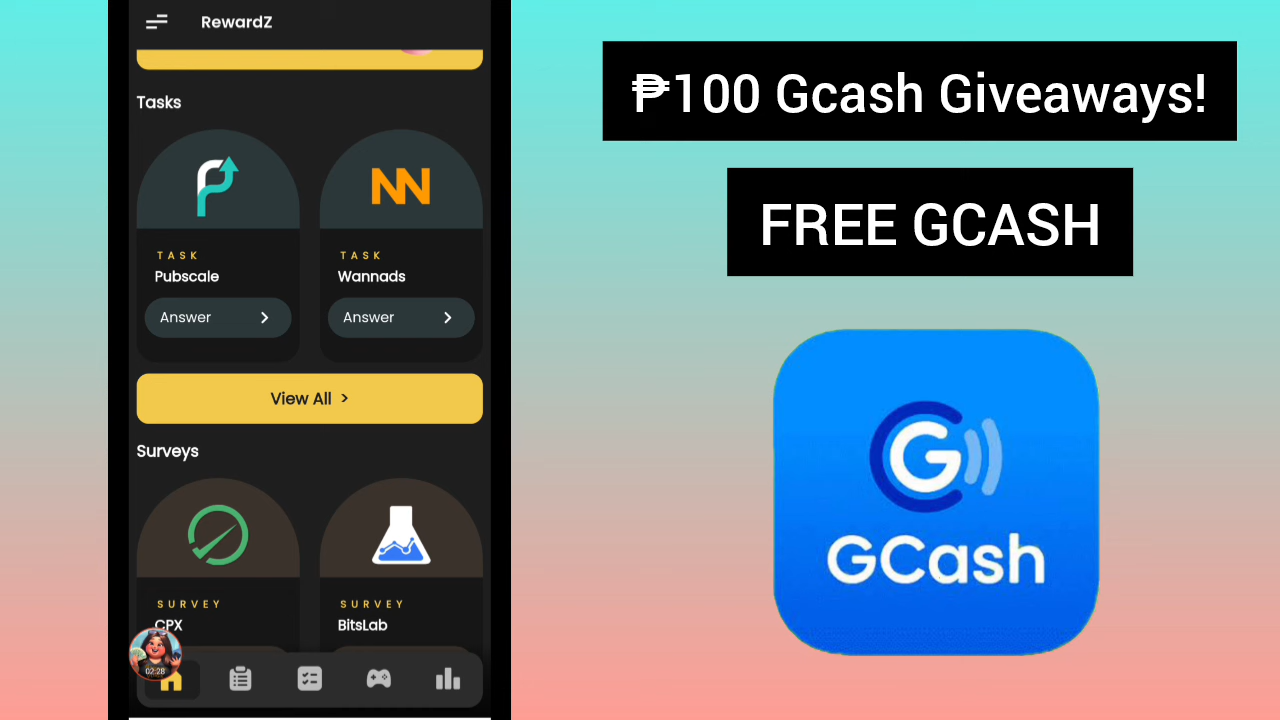 RewardZ
Tasks
TASK
Pubscale
Answer
TASK
Wannads
Answer
View All >
Surveys
SURVEY
CPX
SURVEY
BitsLab
02:28
₱100 Gcash Giveaways!
FREE GCASH
G
GCash